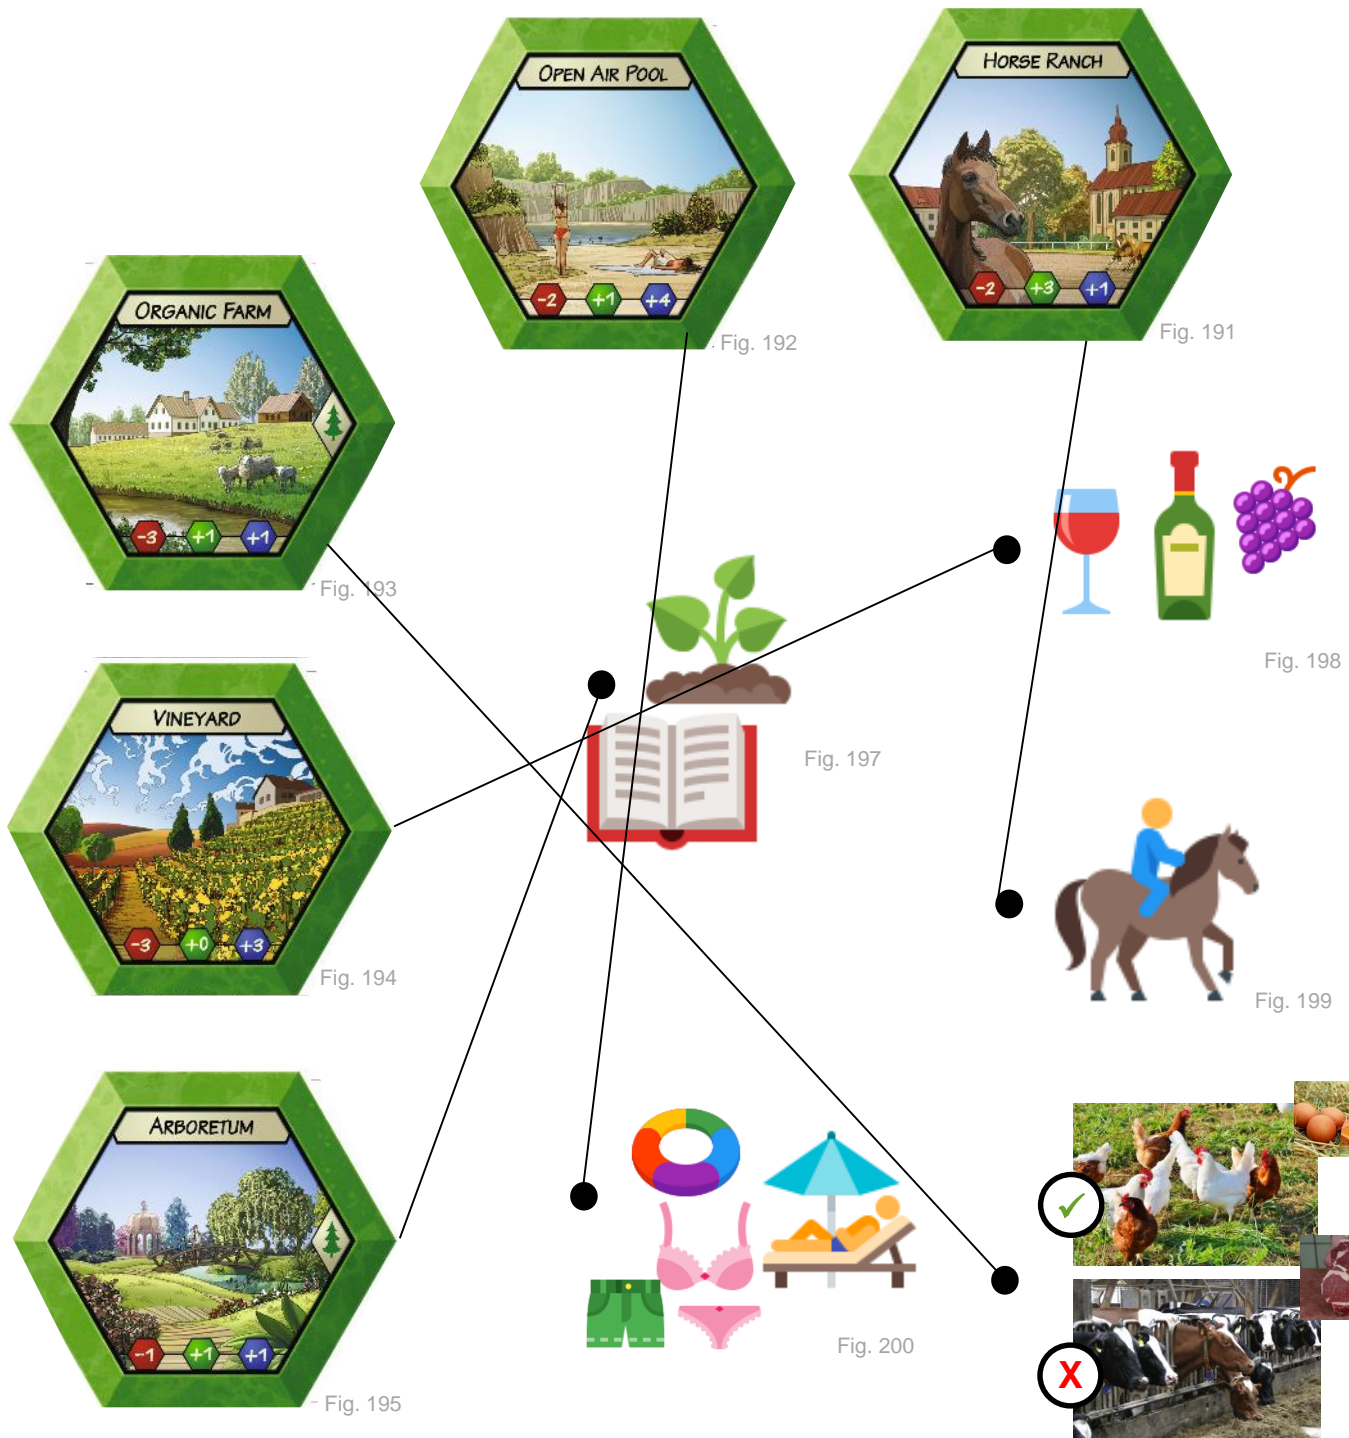 OPEN AIR POOL
-2 +1 +4
Fig. 192
HORSE RANCH
-2 +3 +1
Fig. 191
ORGANIC FARM
-3 +1 +1
Fig. 193
Fig. 198
Fig. 197
VINEYARD
-3 +0 +3
Fig. 194
Fig. 199
ARBORETUM
-1 +1 +1
Fig. 195
Fig. 200
X